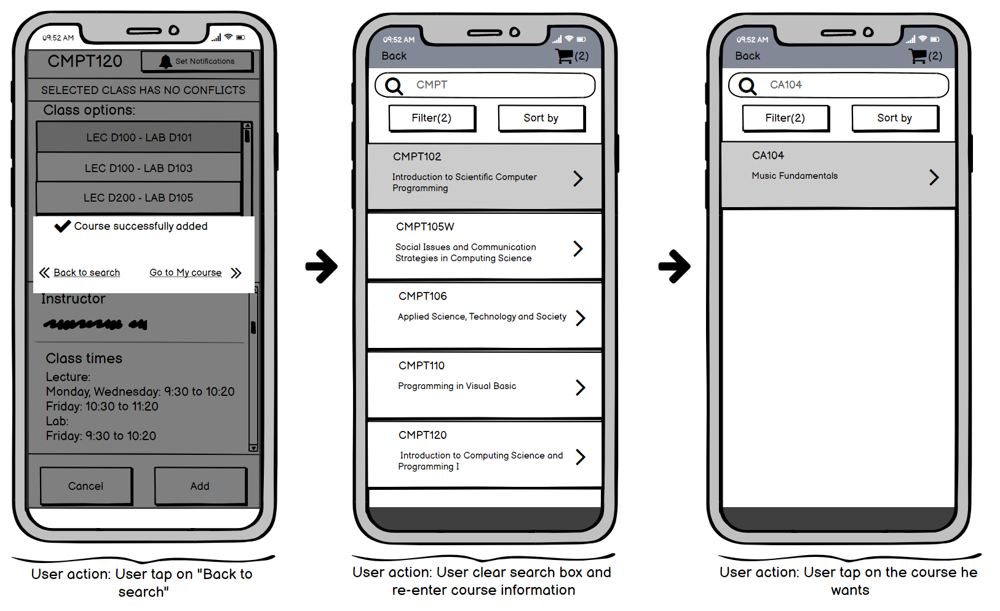 09:52 AM
CMPT120
Set Notifications
SELECTED CLASS HAS NO CONFLICTS
Class options:
LEC D100 - LAB D101
LEC D100 - LAB D103
LEC D200 - LAB D105
Course successfully added
Back to search
Go to My course
Instructor
Class times
Lecture:
Monday, Wednesday: 9:30 to 10:20
Friday: 10:30 to 11:20
Lab:
Friday: 9:30 to 10:20
Cancel
Add
User action: User tap on "Back to
search"
09:52 AM
Back
(2)
CMPT
Filter(2)
Sort by
CMPT102
Introduction to Scientific Computer
Programming
CMPT105W
Social Issues and Communication
Strategies in Computing Science
CMPT106
Applied Science, Technology and Society
CMPT110
Programming in Visual Basic
CMPT120
Introduction to Computing Science and
Programming I
User action: User clear search box and
re-enter course information
09:52 AM
Back
(2)
CA104
Filter(2)
Sort by
CA104
Music Fundamentals
User action: User tap on the course he
wants